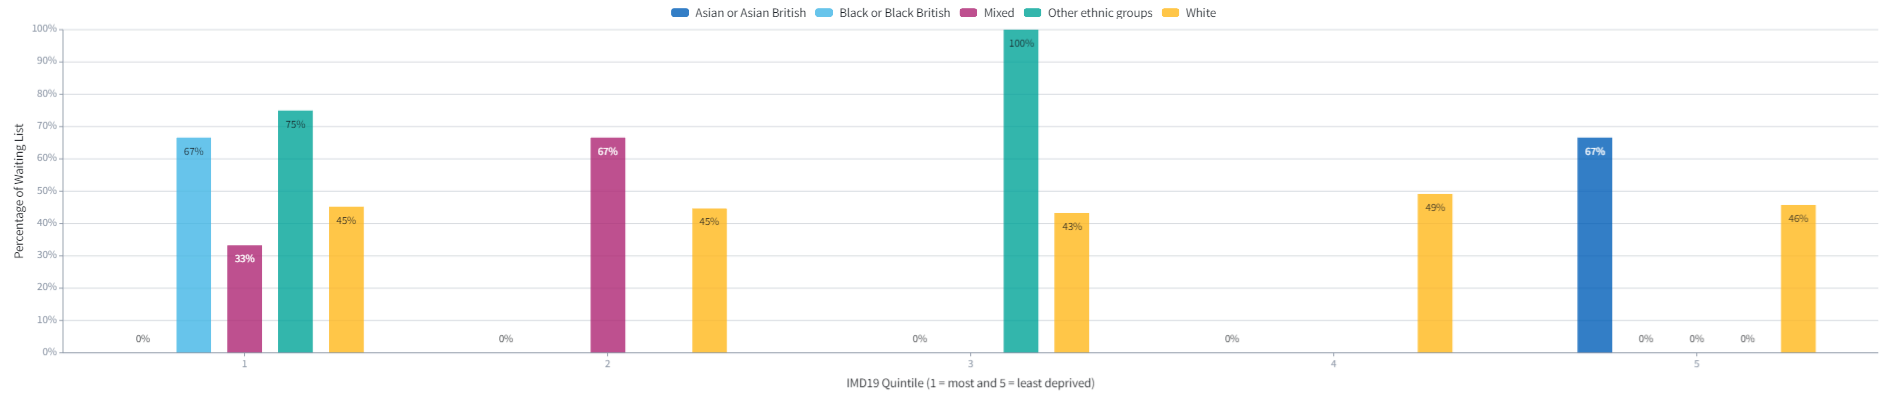 Asian or Asian British Black or Black British Mixed Other ethnic groups White
Percentage of Waiting List
100%
90%
80%
70%
60%
50%
40%
30%
20%
10%
0%
0% 67% 33% 75% 45%
0% 67% 45%
0% 100% 43%
0% 49%
67% 0% 0% 0% 46%
1 2 3 4 5
IMD19 Quintile (1 = most and 5 = least deprived)